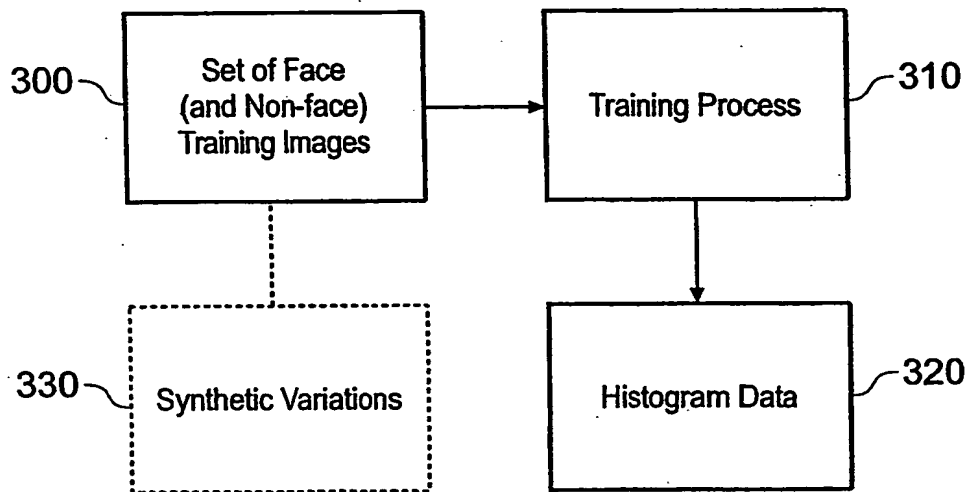 300
Set of Face
(and Non-face)
Training Images
Training Process
310
330
Synthetic Variations
Histogram Data
320